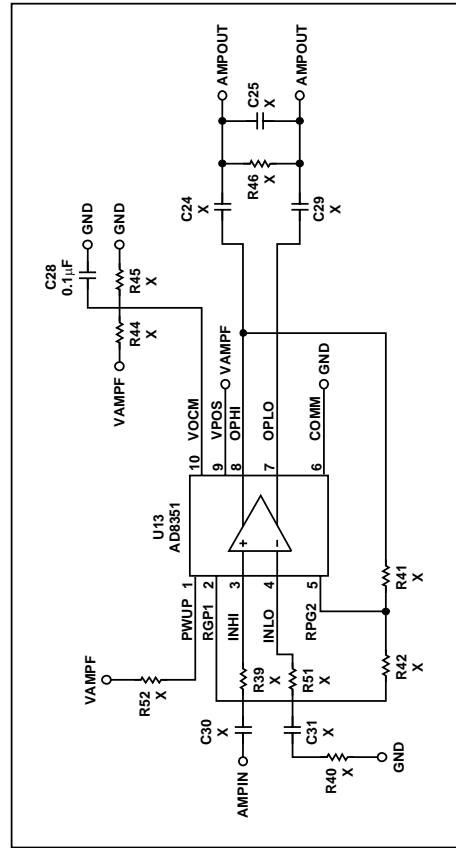 VAMPF
R52
X
C28
0.1µF
GND
GND
R45
X
R44
X
VAMPF
U13
AD8351
PWUP 1
RGP1 2
INHI 3
INLO 4
RPG2 5
10 VOCM
9 VPOS
VAMPF
8 OPHI
7 OPLO
6 COMM
GND
+
−
AMPIN
C30
X
R39
X
C31
X
R51
X
R40
X
GND
R42
X
R41
X
C24
X
C29
X
R46
X
C25
X
AMPOUT
AMPOUT